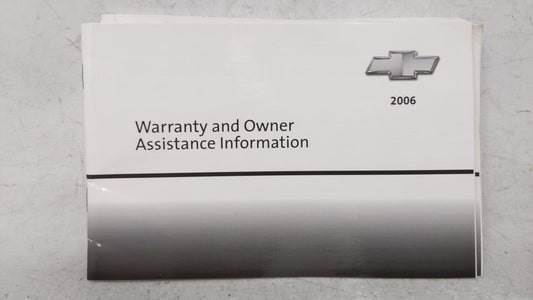 2006
Warranty and Owner
Assistance Information